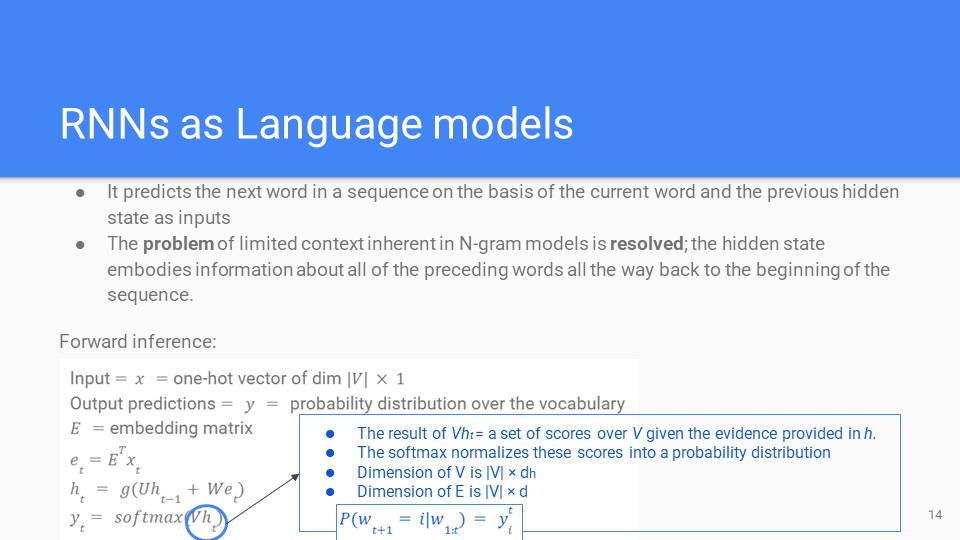 RNNs as Language models
● It predicts the next word in a sequence on the basis of the current word and the previous hidden
state as inputs
● The problem of limited context inherent in N-gram models is resolved; the hidden state
embodies information about all of the preceding words all the way back to the beginning of the
sequence.
Forward inference:
Input = x = one-hot vector of dim |V| × 1
Output predictions = y = probability distribution over the vocabulary
E = embedding matrix
e_t = E^T x_t
h_t = g(Uh_{t−1} + We_t)
y_t = softmax(Vh_t)
● The result of Vh_t = a set of scores over V given the evidence provided in h.
● The softmax normalizes these scores into a probability distribution
● Dimension of V is |V| × dh
● Dimension of E is |V| × d
P(w_{t+1} = i|w_{1:t}) = y_i^t
14